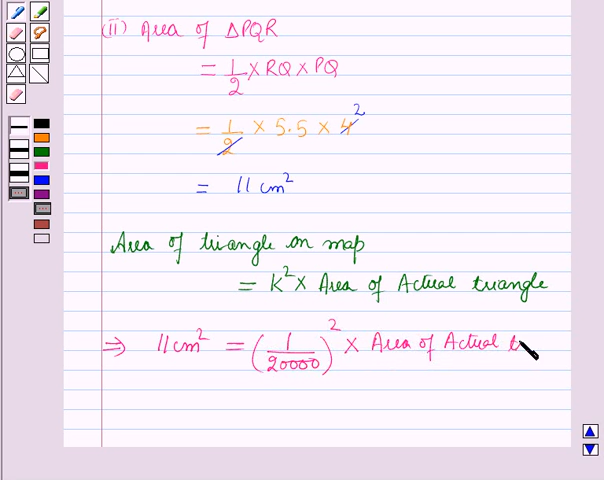 (ii) Area of ΔPQR
= 1/2 × RQ × PQ
= 1/2 × 5.5 × 4 2
= 11 cm²
Area of triangle on map
= K² × Area of Actual triangle
⇒ 11 cm² = (1/20000)² × Area of Actual t